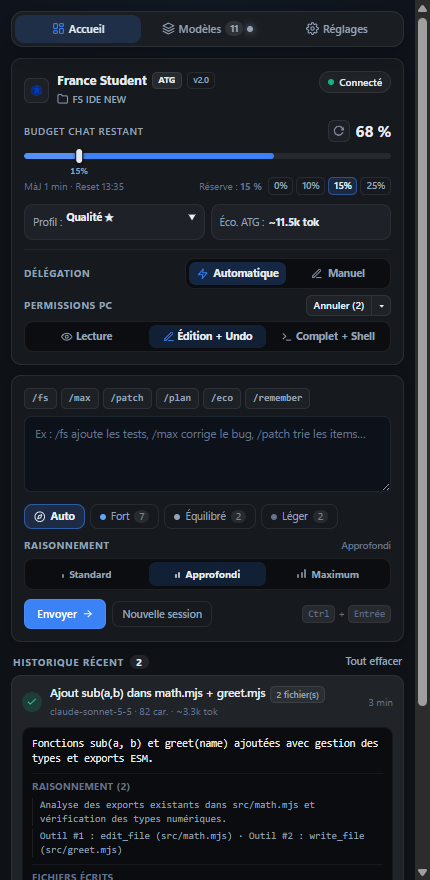 Accueil
Modèles 11
Réglages
France Student ATG v2.0
Connecté
FS IDE NEW
BUDGET CHAT RESTANT
68 %
15%
MàJ 1 min · Reset 13:35
Réserve : 15 % 0% 10% 15% 25%
Profil : Qualité ★ ▼
Éco. ATG : ~11.5k tok
DÉLÉGATION
Automatique
Manuel
PERMISSIONS PC
Annuler (2)
Lecture
Édition + Undo
Complet + Shell
/fs /max /patch /plan /eco /remember
Ex : /fs ajoute les tests, /max corrige le bug, /patch trie les items...
Auto
Fort 7
Équilibré 2
Léger 2
RAISONNEMENT
Approfondi
Standard
Approfondi
Maximum
Envoyer →
Nouvelle session
Ctrl + Entrée
HISTORIQUE RÉCENT 2
Tout effacer
Ajout sub(a,b) dans math.mjs + greet.mjs 2 fichier(s)
claude-sonnet-5-5 · 82 car. · ~3.3k tok
3 min
Fonctions sub(a, b) et greet(name) ajoutées avec gestion des
types et exports ESM.
RAISONNEMENT (2)
Analyse des exports existants dans src/math.mjs et
vérification des types numériques.
Outil #1 : edit_file (src/math.mjs) · Outil #2 : write_file
(src/greet.mjs)
FICHIERS ÉCRITS